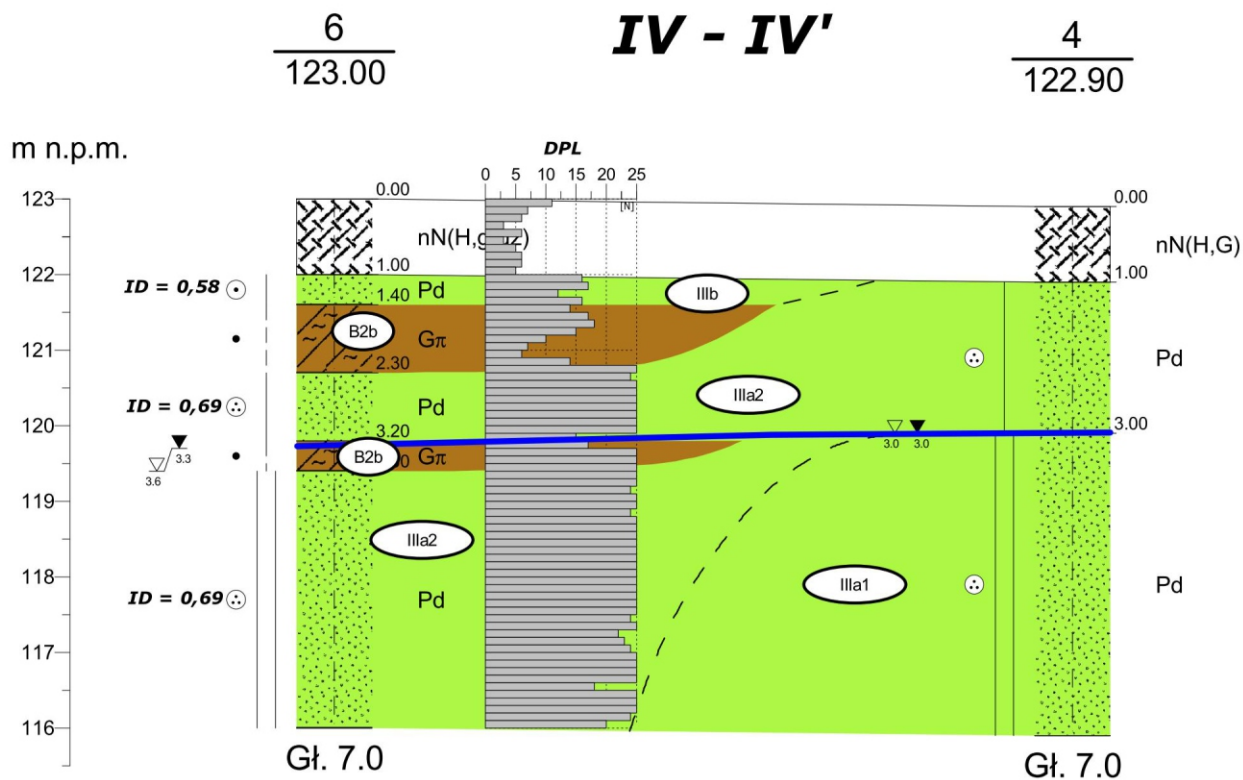 IV - IV'
6
123.00
4
122.90
m n.p.m.
DPL
0 5 10 15 20 25
[N]
123
122
121
120
119
118
117
116
0.00
nN(H,
1.00
ID = 0,58
Pd
1.40
B2b
Gπ
2.30
ID = 0,69
Pd
3.20
B2b
Gπ
3.3
3.6
IIIa2
ID = 0,69
Pd
IIIb
IIIa2
3.0 3.0
IIIa1
0.00
nN(H,G)
1.00
Pd
3.00
Pd
Gł. 7.0
Gł. 7.0